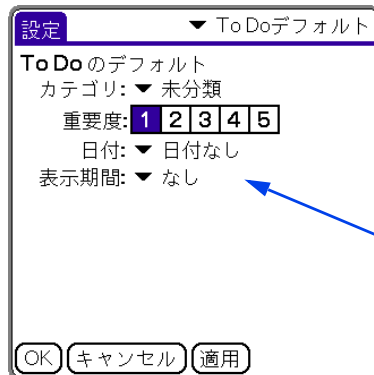 設定 ▼ To Doデフォルト
To Do のデフォルト
カテゴリ: ▼ 未分類
重要度: 1 2 3 4 5
日付: ▼ 日付なし
表示期間: ▼ なし
OK キャンセル 適用